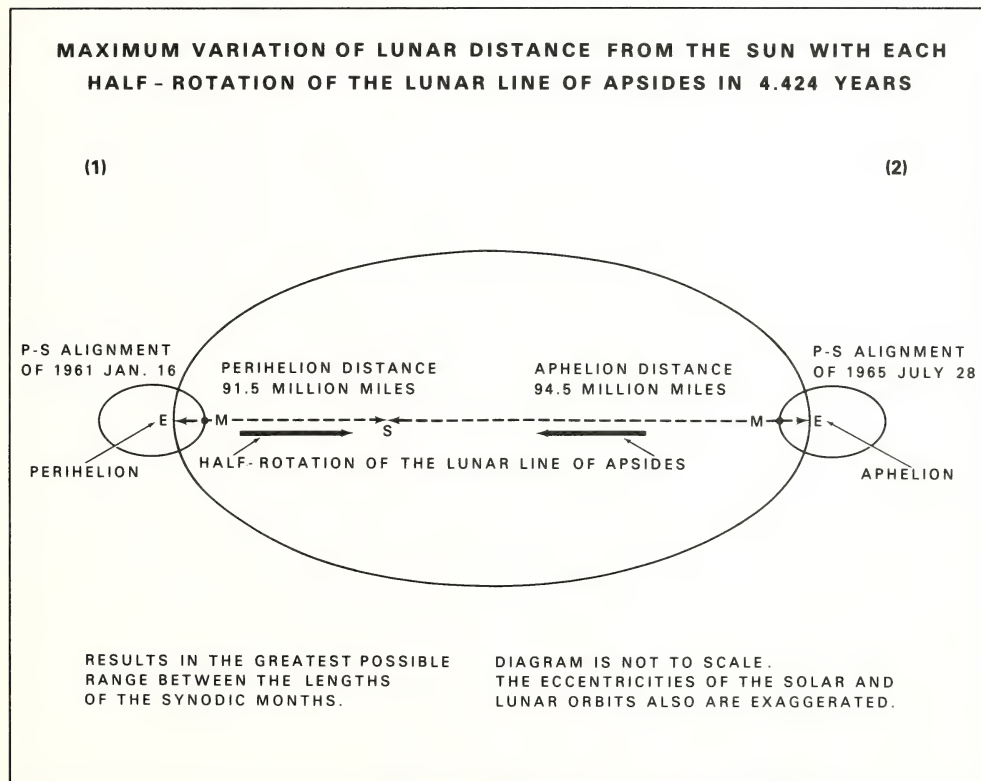 MAXIMUM VARIATION OF LUNAR DISTANCE FROM THE SUN WITH EACH
HALF-ROTATION OF THE LUNAR LINE OF APSIDES IN 4.424 YEARS
(1)
(2)
P-S ALIGNMENT
OF 1961 JAN. 16
PERIHELION DISTANCE
91.5 MILLION MILES
APHELION DISTANCE
94.5 MILLION MILES
P-S ALIGNMENT
OF 1965 JULY 28
E
M
S
M
E
PERIHELION
HALF-ROTATION OF THE LUNAR LINE OF APSIDES
APHELION
RESULTS IN THE GREATEST POSSIBLE
RANGE BETWEEN THE LENGTHS
OF THE SYNODIC MONTHS.
DIAGRAM IS NOT TO SCALE.
THE ECCENTRICITIES OF THE SOLAR AND
LUNAR ORBITS ALSO ARE EXAGGERATED.